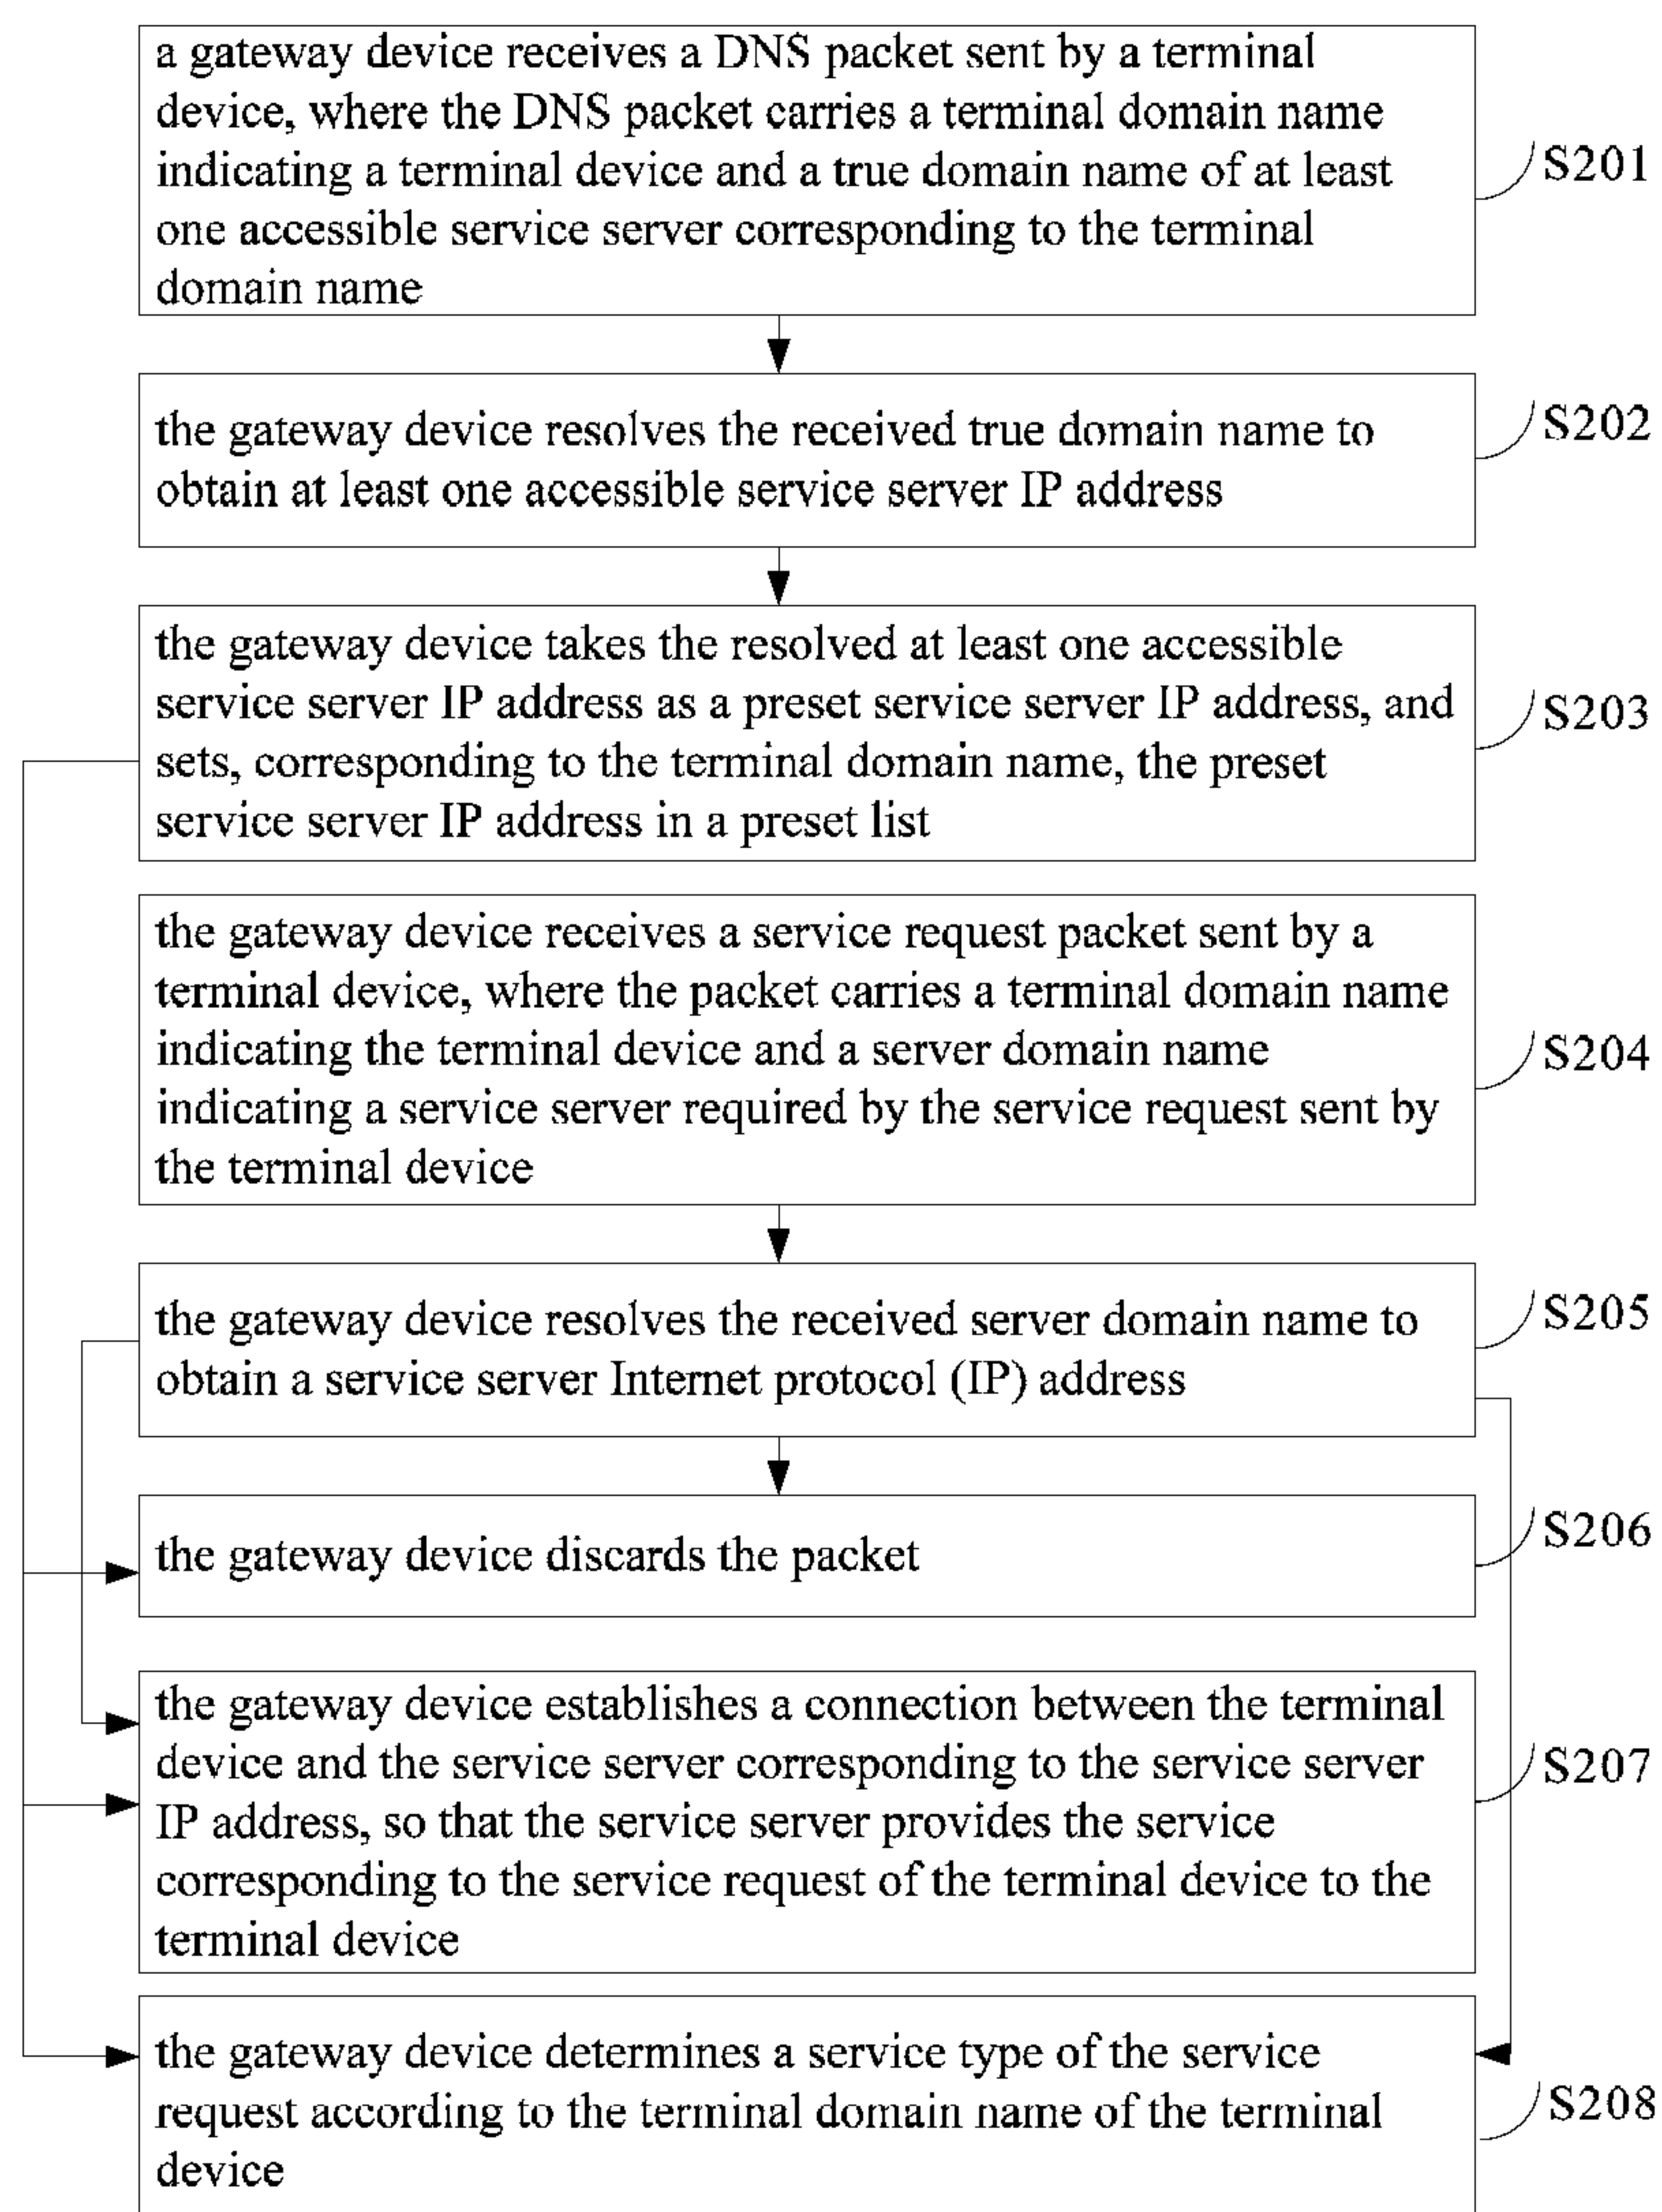 a gateway device receives a DNS packet sent by a terminal
device, where the DNS packet carries a terminal domain name
indicating a terminal device and a true domain name of at least
one accessible service server corresponding to the terminal
domain name
S201
the gateway device resolves the received true domain name to
obtain at least one accessible service server IP address
S202
the gateway device takes the resolved at least one accessible
service server IP address as a preset service server IP address, and
sets, corresponding to the terminal domain name, the preset
service server IP address in a preset list
S203
the gateway device receives a service request packet sent by a
terminal device, where the packet carries a terminal domain name
indicating the terminal device and a server domain name
indicating a service server required by the service request sent by
the terminal device
S204
the gateway device resolves the received server domain name to
obtain a service server Internet protocol (IP) address
S205
the gateway device discards the packet
S206
the gateway device establishes a connection between the terminal
device and the service server corresponding to the service server
IP address, so that the service server provides the service
corresponding to the service request of the terminal device to the
terminal device
S207
the gateway device determines a service type of the service
request according to the terminal domain name of the terminal
device
S208